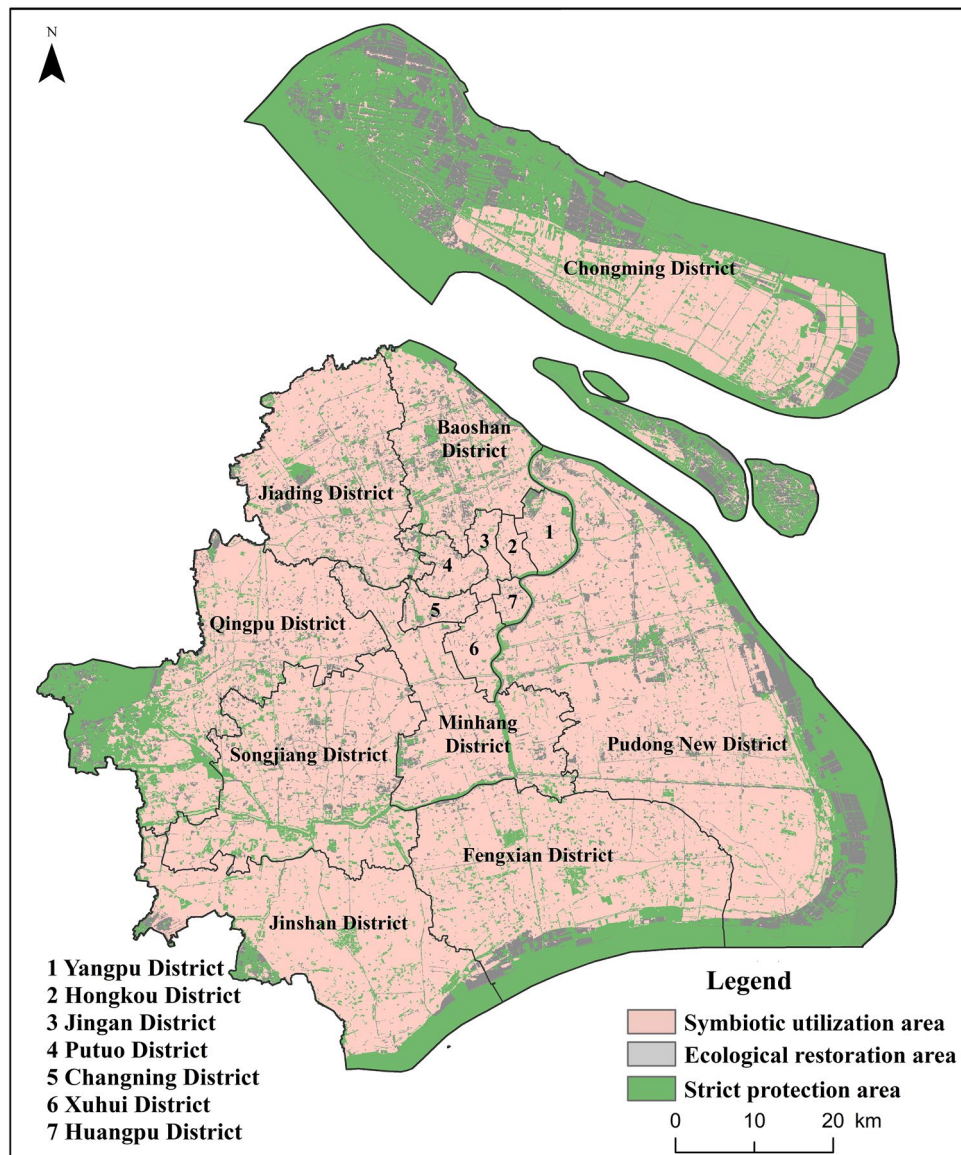 N
Chongming District
Baoshan
District
Jiading District
3
2
1
4
5
7
6
Qingpu District
Minhang
District
Songjiang District
Pudong New District
Fengxian District
Jinshan District
1 Yangpu District
2 Hongkou District
3 Jingan District
4 Putuo District
5 Changning District
6 Xuhui District
7 Huangpu District
Legend
Symbiotic utilization area
Ecological restoration area
Strict protection area
0 10 20 km